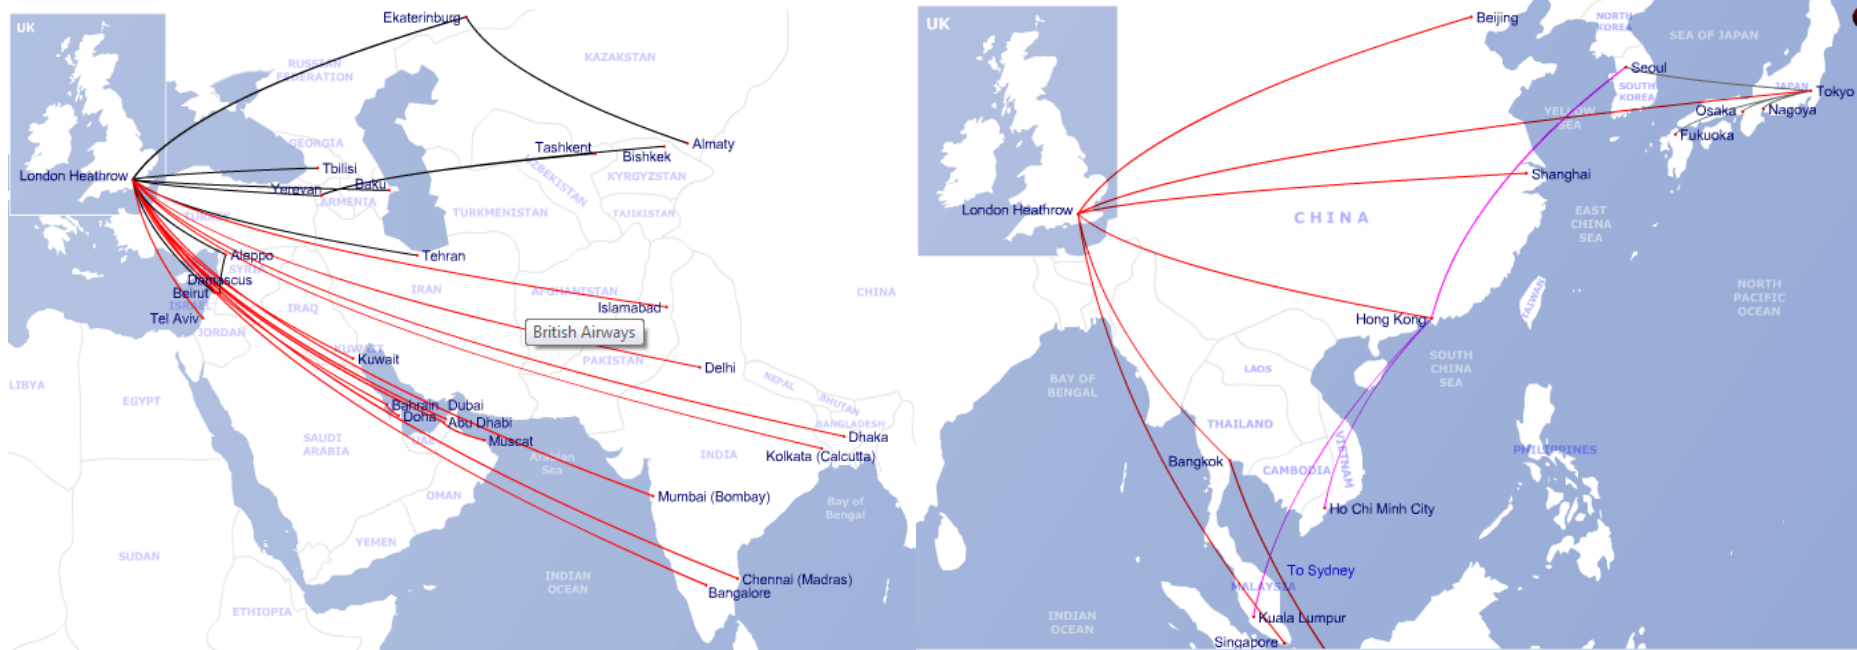 UK
Ekaterinburg
KAZAKSTAN
RUSSIAN
FEDERATION
GEORGIA
Tashkent
Bishkek
Almaty
London Heathrow
Tbilisi
UZBEKISTAN
KYRGYZSTAN
Yerevan
Baku
ARMENIA
TURKEY
TURKMENISTAN
TAJIKISTAN
Aleppo
Tehran
SYRIA
Damascus
Beirut
IRAN
AFGHANISTAN
CHINA
ISRAEL
IRAQ
Islamabad
Tel Aviv
JORDAN
British Airways
KUWAIT
Kuwait
PAKISTAN
Delhi
LIBYA
EGYPT
NEPAL
BHUTAN
Bahrain
Dubai
Doha
Abu Dhabi
BANGLADESH
SAUDI
ARABIA
UAE
Muscat
Dhaka
Arabian
Sea
INDIA
Kolkata (Calcutta)
OMAN
Mumbai (Bombay)
Bay of
Bengal
YEMEN
SUDAN
INDIAN
OCEAN
Chennai (Madras)
Bangalore
ETHIOPIA
UK
Beijing
NORTH
KOREA
SEA OF JAPAN
Seoul
SOUTH
KOREA
JAPAN
Tokyo
YELLOW
SEA
Osaka
Nagoya
Fukuoka
Shanghai
London Heathrow
CHINA
EAST
CHINA
SEA
TAIWAN
NORTH
PACIFIC
OCEAN
Hong Kong
SOUTH
CHINA
SEA
BAY OF
BENGAL
LAOS
THAILAND
VIETNAM
PHILIPPINES
Bangkok
CAMBODIA
Ho Chi Minh City
To Sydney
MALAYSIA
INDIAN
OCEAN
Kuala Lumpur
Singapore